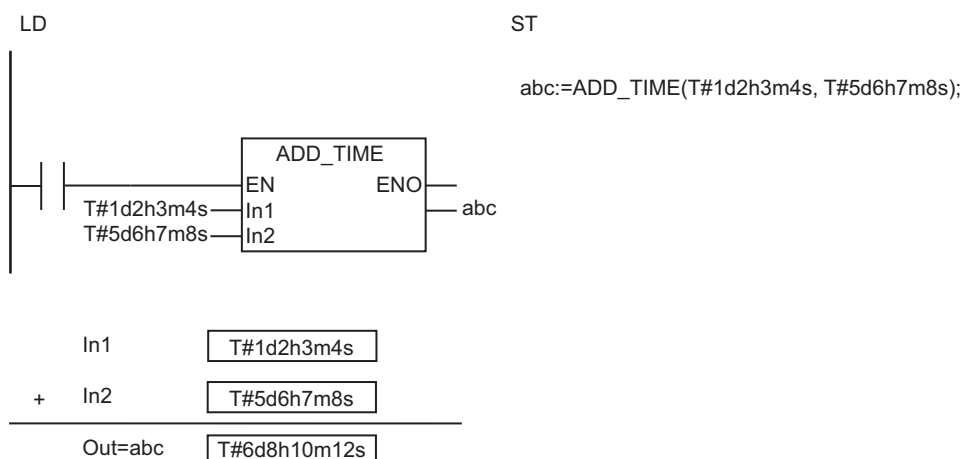 LD
ST
abc:=ADD_TIME(T#1d2h3m4s, T#5d6h7m8s);
ADD_TIME
EN ENO
T#1d2h3m4s In1 abc
T#5d6h7m8s In2
In1 T#1d2h3m4s
+ In2 T#5d6h7m8s
Out=abc T#6d8h10m12s